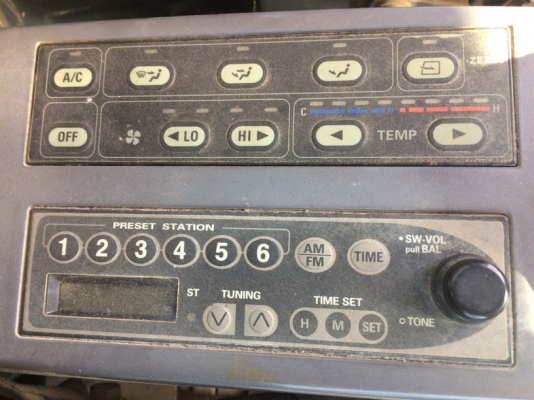 A/C
OFF
LO HI
C H
TEMP
PRESET STATION
1 2 3 4 5 6
AM
FM
TIME
SW-VOL
pull BAL
ST TUNING
TIME SET
H M SET
TONE